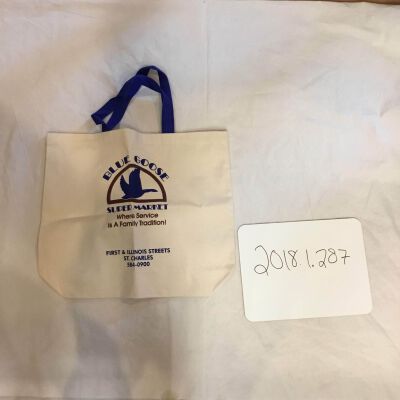 BLUE GOOSE
SUPER MARKET
Where Service
Is A Family Tradition!
FIRST & ILLINOIS STREETS
ST. CHARLES
584-0900
2018.1.287